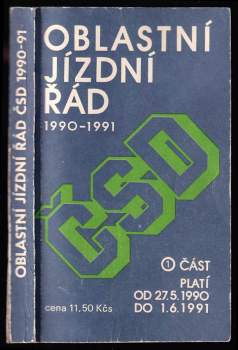 OBLASTNÍ JÍZDNÍ ŘÁD ČSD 1990-91
OBLASTNÍ
JÍZDNÍ
ŘÁD
1990-1991
ČSD
1 ČÁST
PLATÍ
OD 27.5.1990
DO 1.6.1991
cena 11,50 Kčs